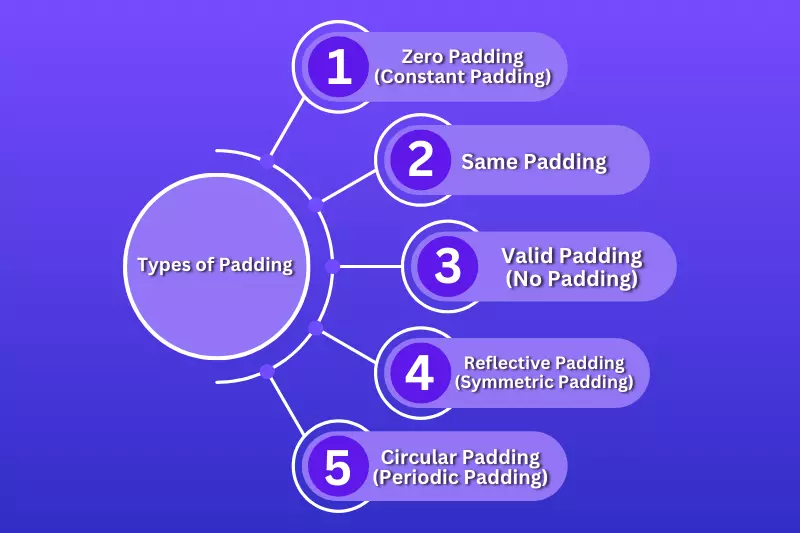 Types of Padding
1
Zero Padding
(Constant Padding)
2
Same Padding
3
Valid Padding
(No Padding)
4
Reflective Padding
(Symmetric Padding)
5
Circular Padding
(Periodic Padding)